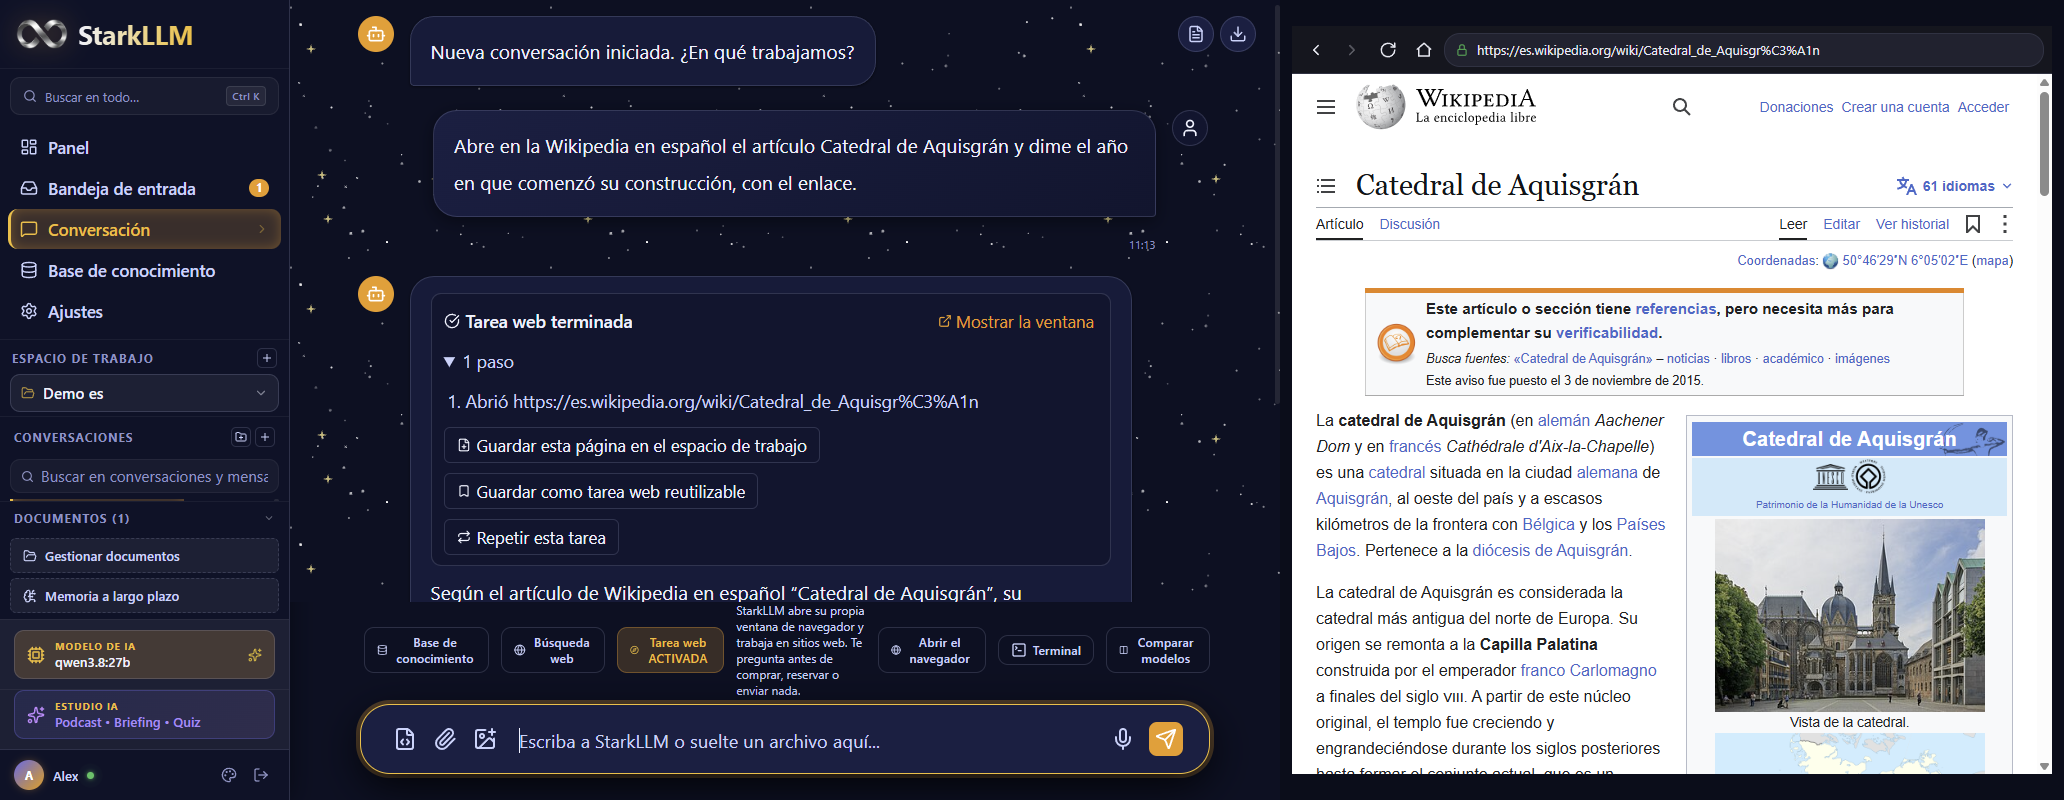 StarkLLM
Buscar en todo...
Ctrl K
Panel
Bandeja de entrada
1
Conversación
Base de conocimiento
Ajustes
ESPACIO DE TRABAJO
Demo es
CONVERSACIONES
Buscar en conversaciones y mensa
DOCUMENTOS (1)
Gestionar documentos
Memoria a largo plazo
MODELO DE IA
qwen3.8:27b
ESTUDIO IA
Podcast • Briefing • Quiz
A
Alex
Nueva conversación iniciada. ¿En qué trabajamos?
Abre en la Wikipedia en español el artículo Catedral de Aquisgrán y dime el año
en que comenzó su construcción, con el enlace.
11:13
Tarea web terminada
Mostrar la ventana
1 paso
1. Abrió https://es.wikipedia.org/wiki/Catedral_de_Aquisgr%C3%A1n
Guardar esta página en el espacio de trabajo
Guardar como tarea web reutilizable
Repetir esta tarea
Según el artículo de Wikipedia en español “Catedral de Aquisgrán”, su
Base de
conocimiento
Búsqueda
web
Tarea web
ACTIVADA
StarkLLM abre su propia
ventana de navegador y
trabaja en sitios web. Te
pregunta antes de
comprar, reservar o
enviar nada.
Abrir el
navegador
Terminal
Comparar
modelos
Escriba a StarkLLM o suelte un archivo aquí...
https://es.wikipedia.org/wiki/Catedral_de_Aquisgr%C3%A1n
WIKIPEDIA
La enciclopedia libre
Donaciones Crear una cuenta Acceder
Catedral de Aquisgrán
61 idiomas
Artículo Discusión
Leer Editar Ver historial
Coordenadas: 50°46′29″N 6°05′02″E (mapa)
Este artículo o sección tiene referencias, pero necesita más para
complementar su verificabilidad.
Busca fuentes: «Catedral de Aquisgrán» – noticias · libros · académico · imágenes
Este aviso fue puesto el 3 de noviembre de 2015.
La catedral de Aquisgrán (en alemán Aachener
Dom y en francés Cathédrale d'Aix-la-Chapelle)
es una catedral situada en la ciudad alemana de
Aquisgrán, al oeste del país y a escasos
kilómetros de la frontera con Bélgica y los Países
Bajos. Pertenece a la diócesis de Aquisgrán.
La catedral de Aquisgrán es considerada la
catedral más antigua del norte de Europa. Su
origen se remonta a la Capilla Palatina
construida por el emperador franco Carlomagno
a finales del siglo VIII. A partir de este núcleo
original, el templo fue creciendo y
engrandeciéndose durante los siglos posteriores
hasta formar el conjunto actual, que es un
Catedral de Aquisgrán
Patrimonio de la Humanidad de la Unesco
Vista de la catedral.